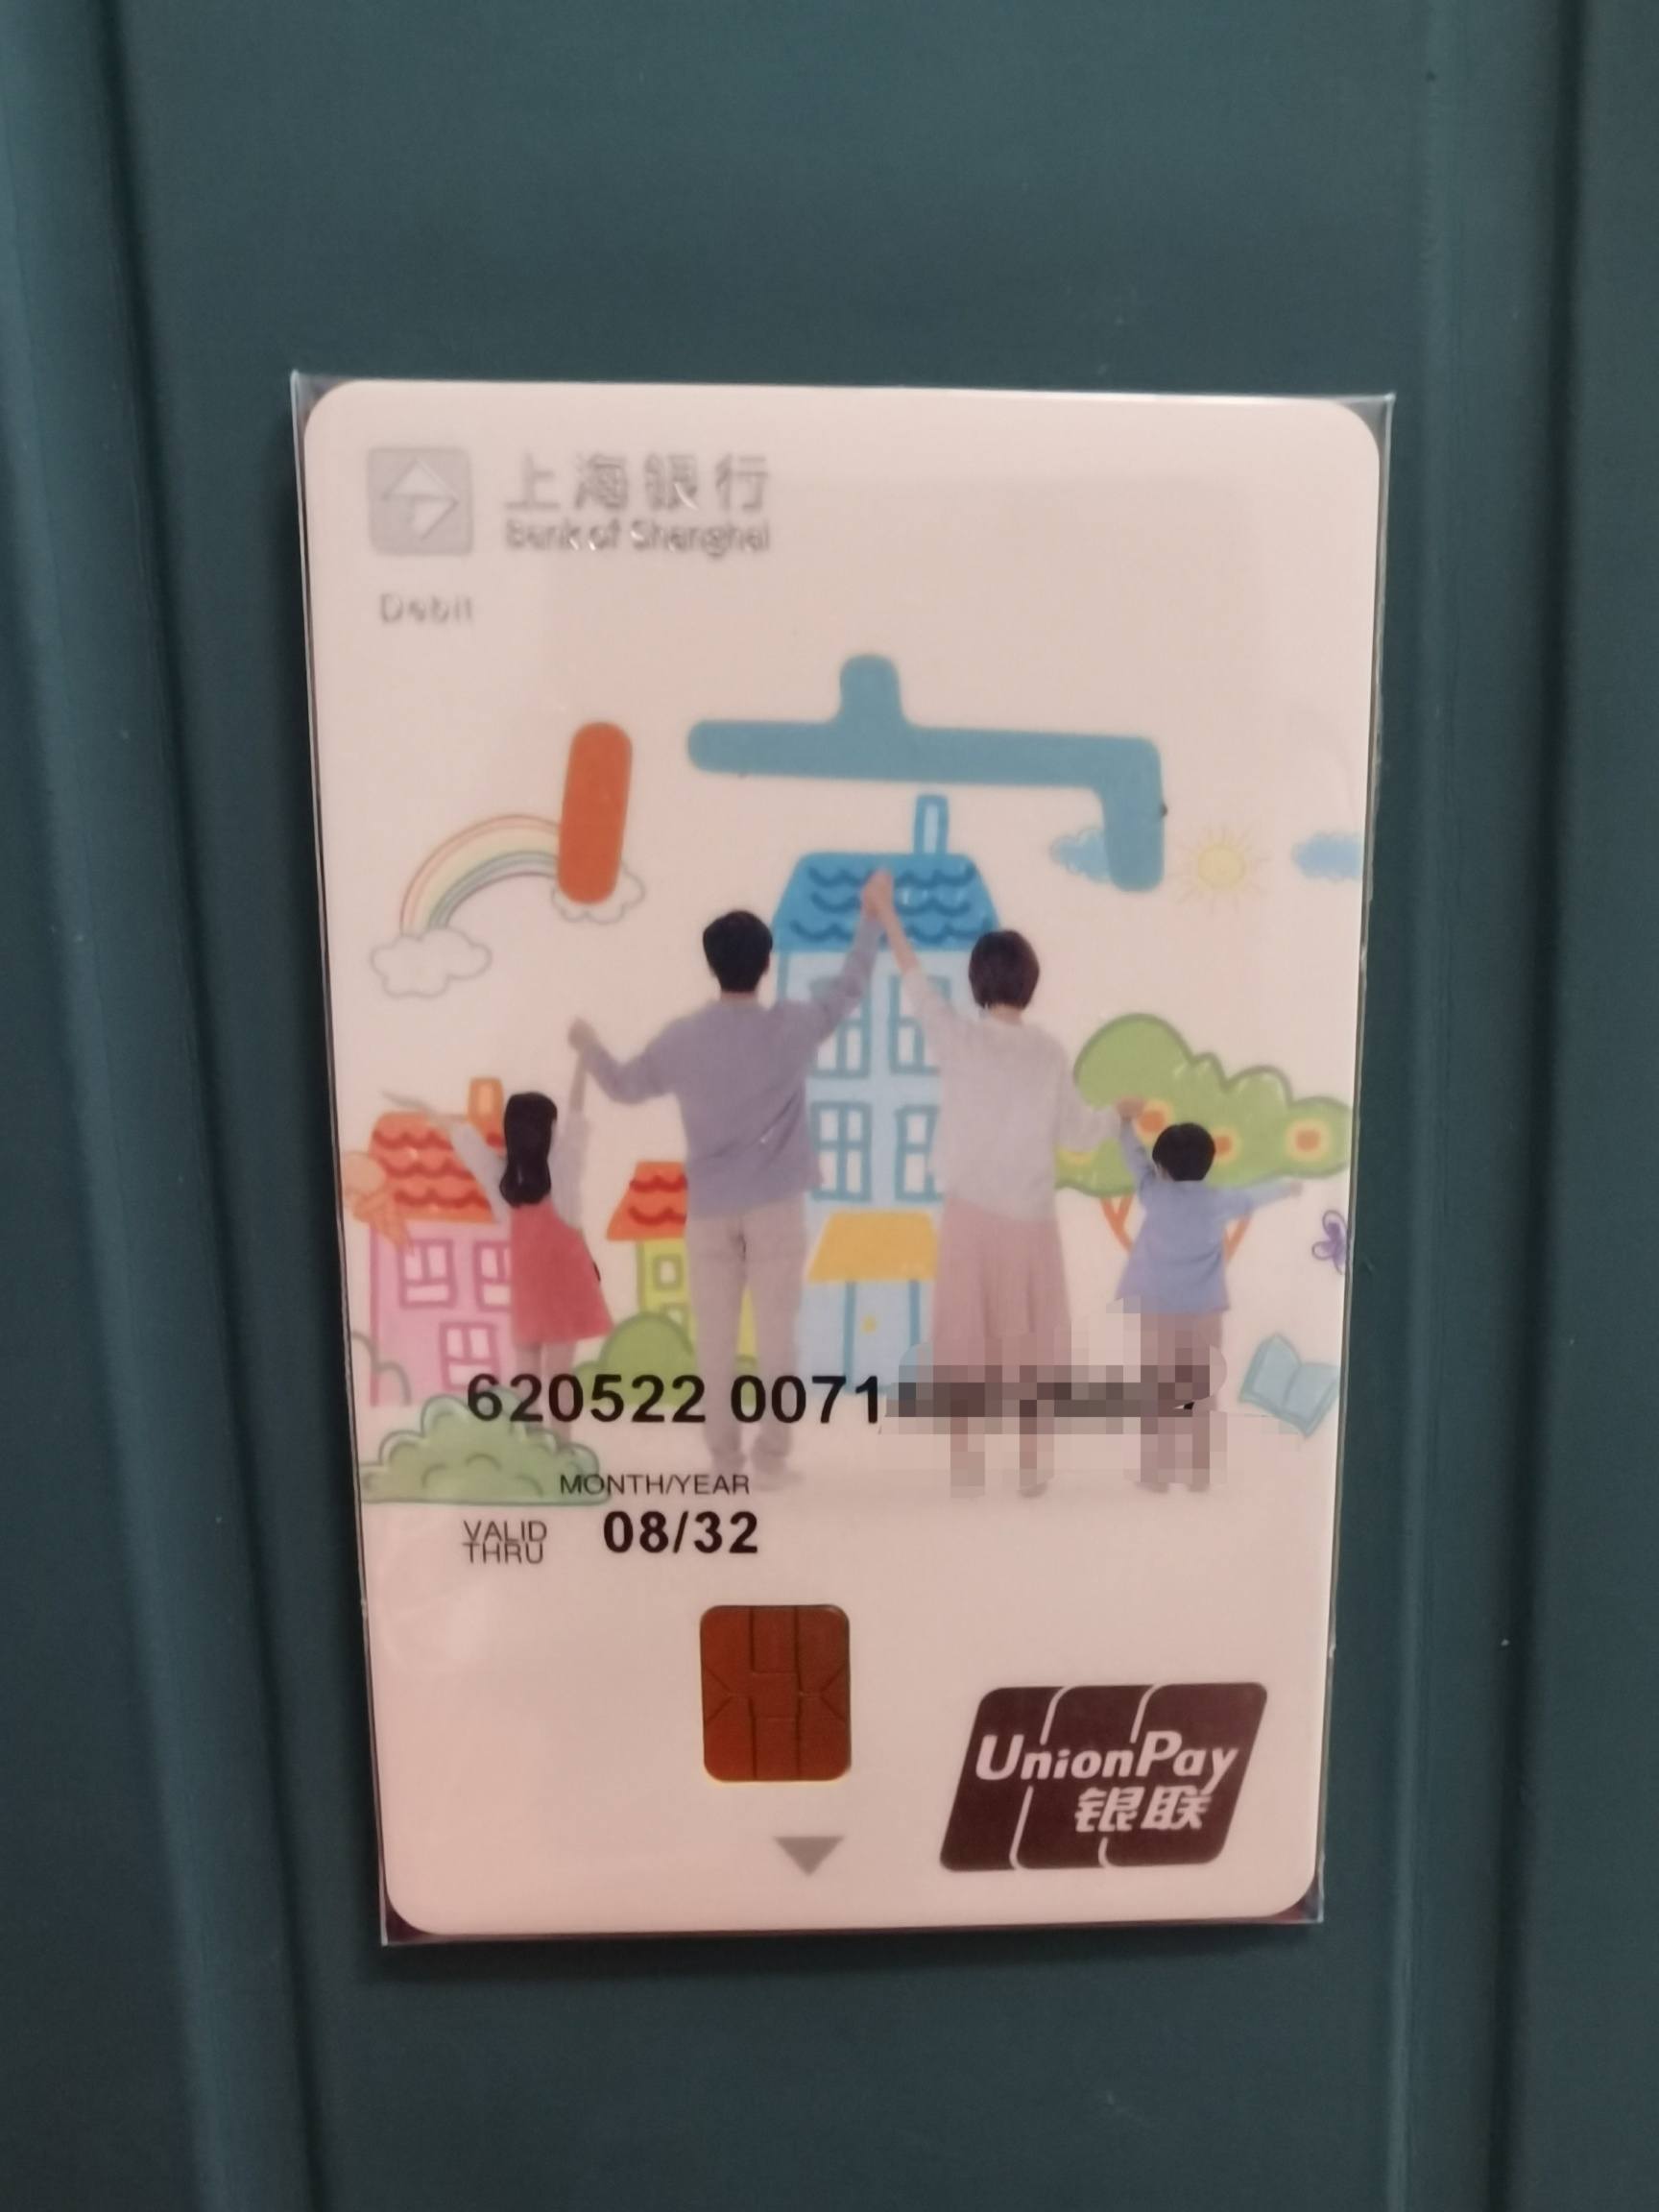 上海银行
Bank of Shanghai
Debit
620522 0071
MONTH/YEAR
VALID THRU 08/32
UnionPay
银联